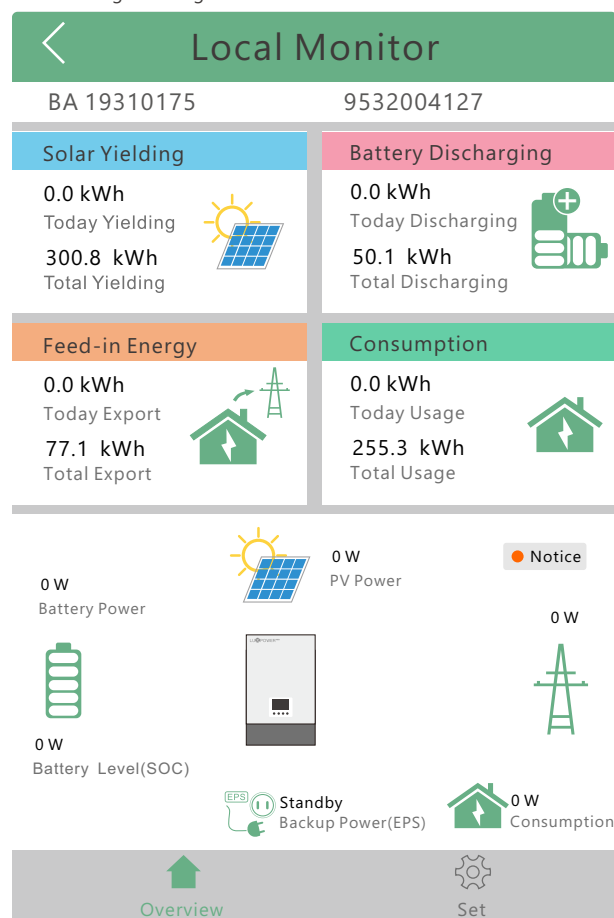 Local Monitor
BA 19310175 9532004127
Solar Yielding
0.0 kWh
Today Yielding
300.8 kWh
Total Yielding
Battery Discharging
0.0 kWh
Today Discharging
50.1 kWh
Total Discharging
Feed-in Energy
0.0 kWh
Today Export
77.1 kWh
Total Export
Consumption
0.0 kWh
Today Usage
255.3 kWh
Total Usage
0 W
PV Power
Notice
0 W
Battery Power
0 W
LUXPOWER
0 W
Battery Level(SOC)
EPS
Standby
Backup Power(EPS)
0 W
Consumption
Overview
Set